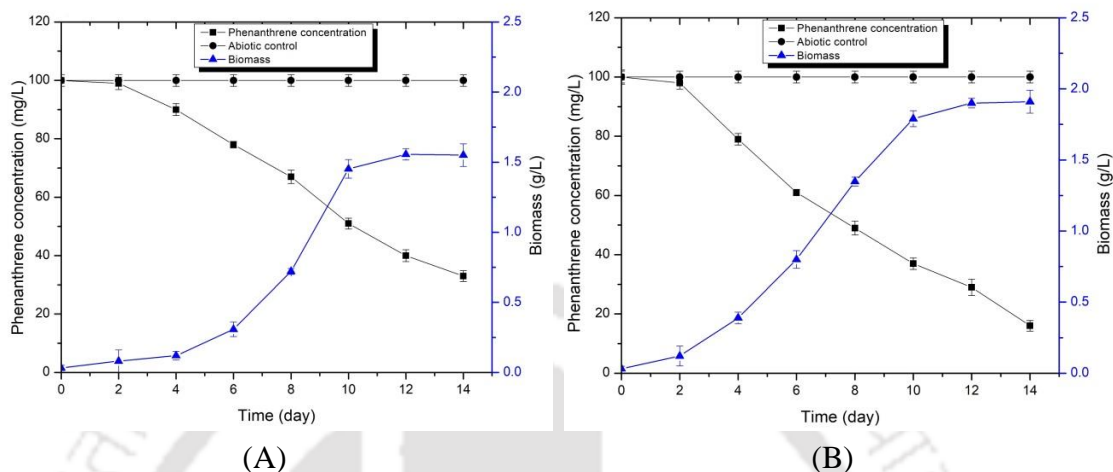 120
100
80
60
40
20
0
Phenanthrene concentration (mg/L)
Phenanthrene concentration
Abiotic control
Biomass
2.5
2.0
1.5
1.0
0.5
0.0
Biomass (g/L)
0 2 4 6 8 10 12 14
Time (day)
(A)
120
100
80
60
40
20
0
Phenanthrene concentration (mg/L)
Phenanthrene concentration
Abiotic control
Biomass
2.5
2.0
1.5
1.0
0.5
0.0
Biomass (g/L)
0 2 4 6 8 10 12 14
Time (day)
(B)